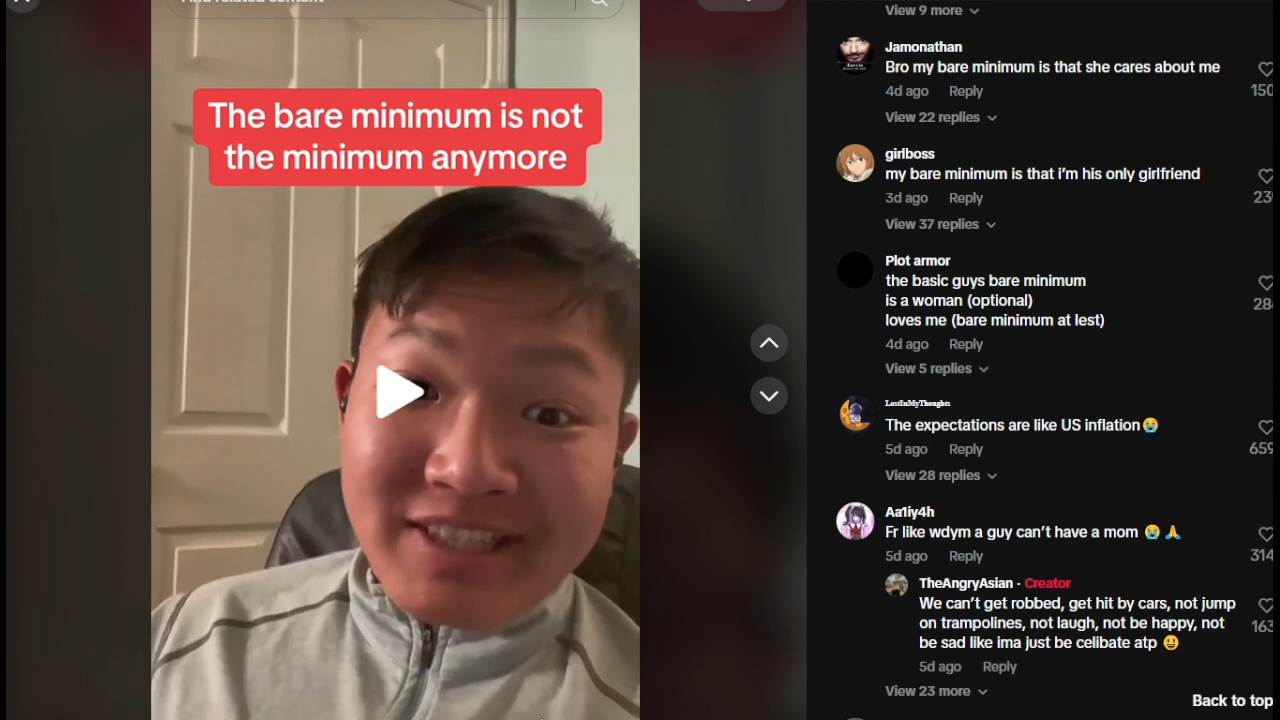 The bare minimum is not
the minimum anymore
View 9 more
Jamonathan
Bro my bare minimum is that she cares about me
4d ago Reply
150
View 22 replies
girlboss
my bare minimum is that i’m his only girlfriend
3d ago Reply
View 37 replies
Plot armor
the basic guys bare minimum
is a woman (optional)
loves me (bare minimum at lest)
4d ago Reply
View 5 replies
LostInMyThoughts
The expectations are like US inflation😭
5d ago Reply
659
View 28 replies
Aa1iy4h
Fr like wdym a guy can’t have a mom 😭 🙏
5d ago Reply
314
TheAngryAsian · Creator
We can’t get robbed, get hit by cars, not jump
on trampolines, not laugh, not be happy, not
be sad like ima just be celibate atp 😃
163
5d ago Reply
View 23 more
Back to top